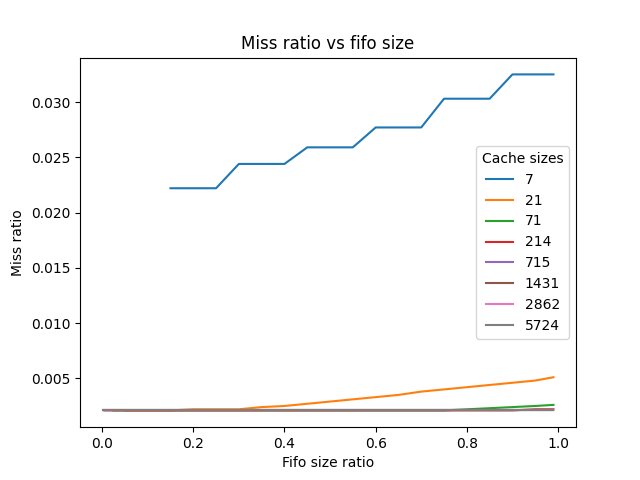 Miss ratio vs fifo size
Miss ratio
0.030
0.025
0.020
0.015
0.010
0.005
Cache sizes
7
21
71
214
715
1431
2862
5724
0.0 0.2 0.4 0.6 0.8 1.0
Fifo size ratio